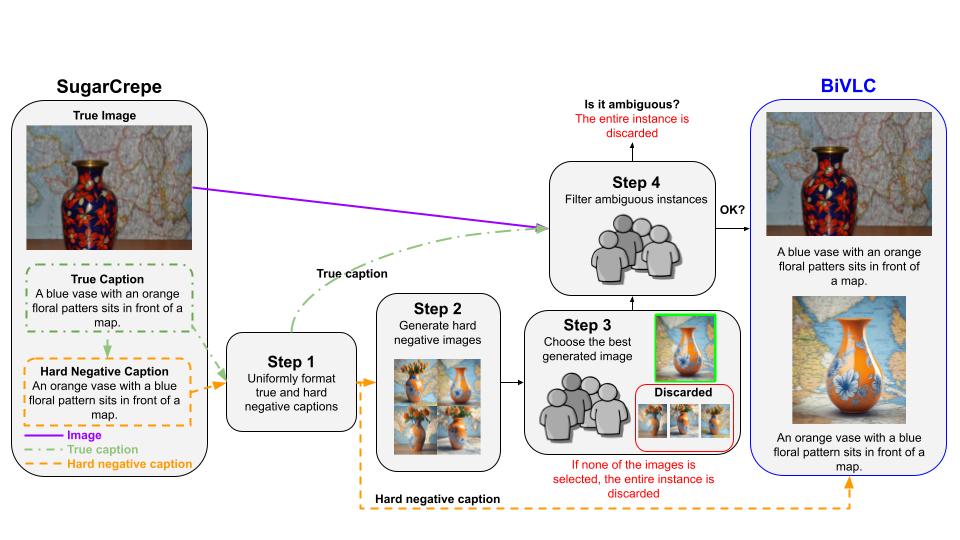 SugarCrepe
True Image
True Caption
A blue vase with an orange
floral patters sits in front of a
map.
Hard Negative Caption
An orange vase with a blue
floral pattern sits in front of a
map.
Image
True caption
Hard negative caption
Step 1
Uniformly format
true and hard
negative captions
True caption
Step 2
Generate hard
negative images
Hard negative caption
Step 3
Choose the best
generated image
Discarded
If none of the images is
selected, the entire instance is
discarded
Step 4
Filter ambiguous instances
Is it ambiguous?
The entire instance is
discarded
OK?
BiVLC
A blue vase with an orange
floral patters sits in front of
a map.
An orange vase with a blue
floral pattern sits in front of a
map.